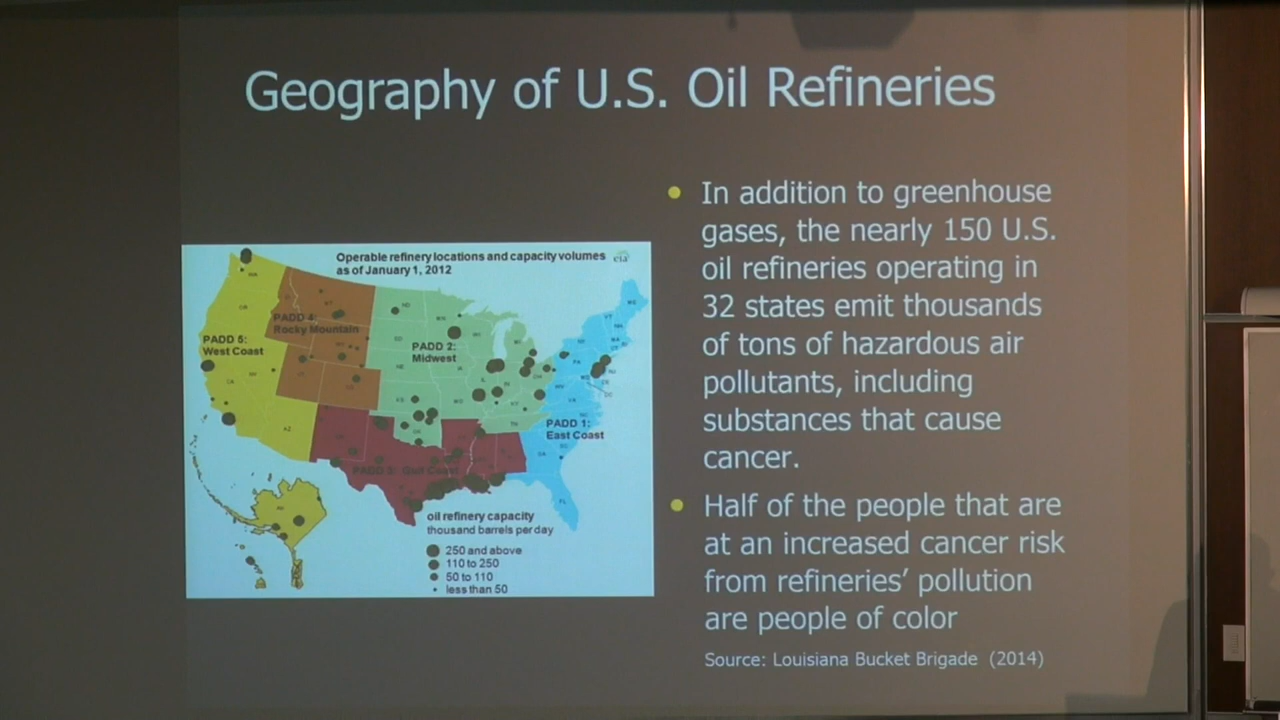 Geography of U.S. Oil Refineries
Operable refinery locations and capacity volumes
as of January 1, 2012
eia
PADD 5:
West Coast
PADD 4:
Rocky Mountain
PADD 2:
Midwest
PADD 1:
East Coast
PADD 3: Gulf Coast
WA
AZ
FL
oil refinery capacity
thousand barrels per day
250 and above
110 to 250
50 to 110
less than 50
In addition to greenhouse
gases, the nearly 150 U.S.
oil refineries operating in
32 states emit thousands
of tons of hazardous air
pollutants, including
substances that cause
cancer.
Half of the people that are
at an increased cancer risk
from refineries’ pollution
are people of color
Source: Louisiana Bucket Brigade (2014)